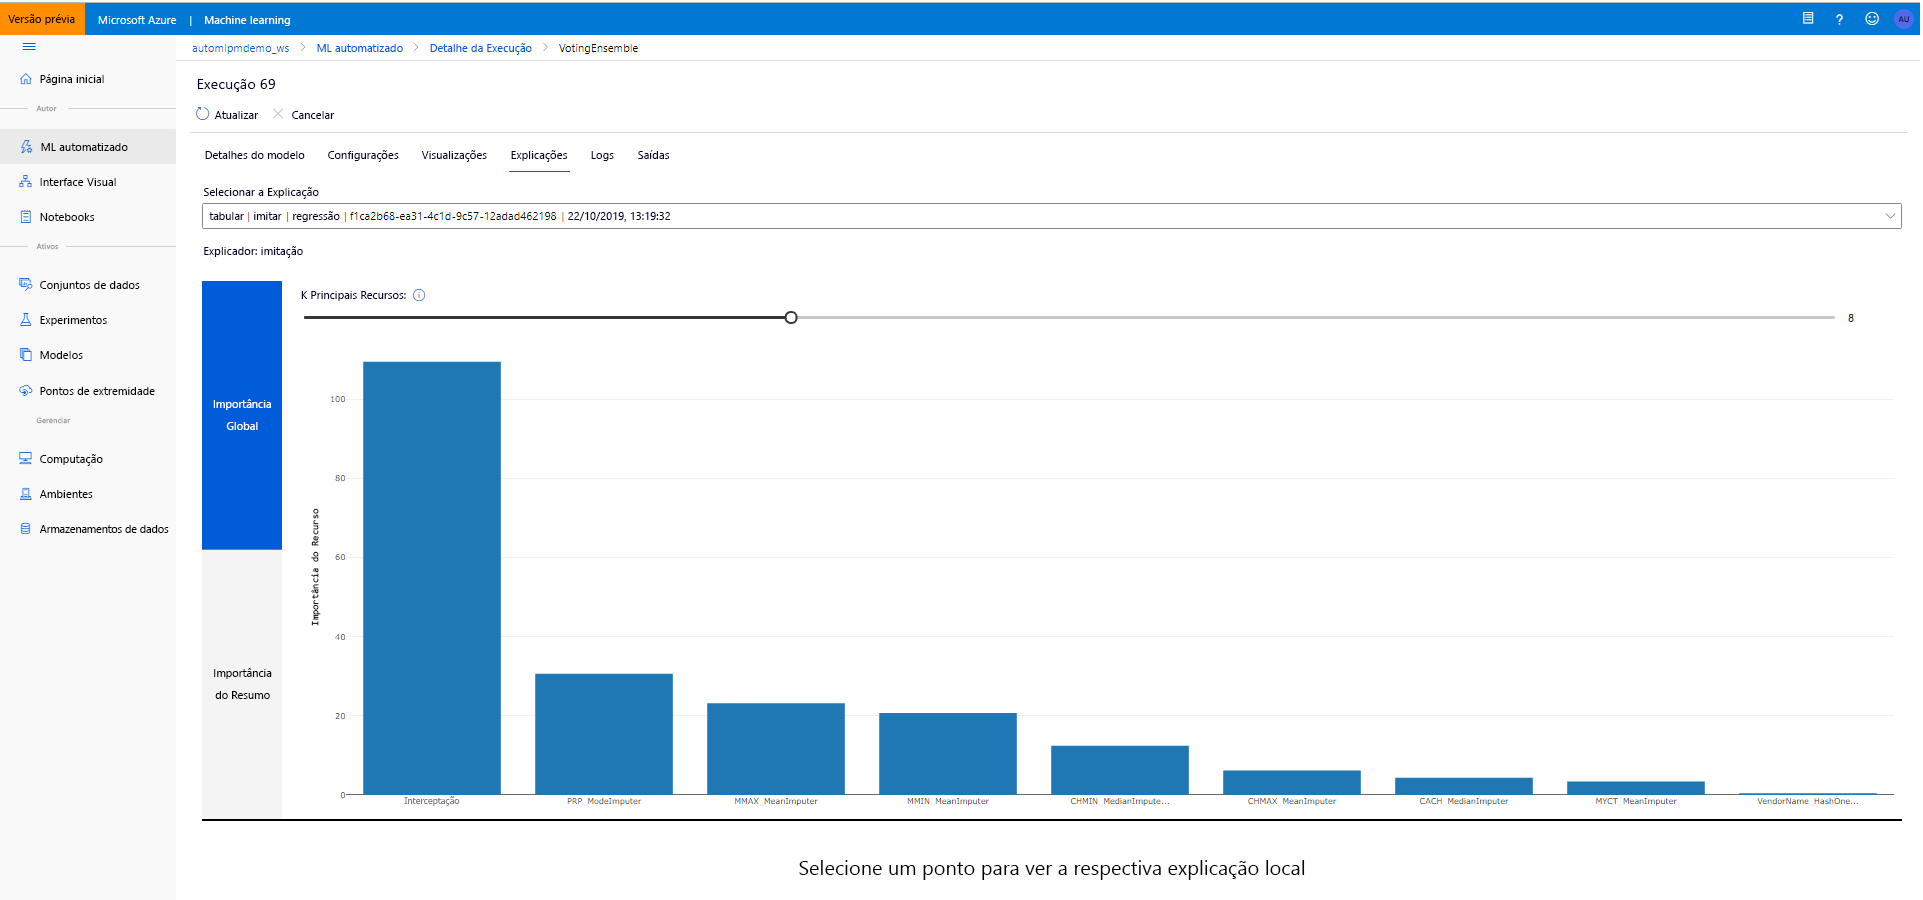 Versão prévia
Microsoft Azure | Machine learning
?
AU
automlpmdemo_ws > ML automatizado > Detalhe da Execução > VotingEnsemble
Página inicial
Autor
ML automatizado
Interface Visual
Notebooks
Ativos
Conjuntos de dados
Experimentos
Modelos
Pontos de extremidade
Gerenciar
Computação
Ambientes
Armazenamentos de dados
Execução 69
Atualizar
Cancelar
Detalhes do modelo
Configurações
Visualizações
Explicações
Logs
Saídas
Selecionar a Explicação
tabular | imitar | regressão | f1ca2b68-ea31-4c1d-9c57-12adad462198 | 22/10/2019, 13:19:32
Explicador: imitação
Importância
Global
Importância
do Resumo
K Principais Recursos:
8
Importância do Recurso
100
80
60
40
20
0
Interceptação
PRP_ModeImputer
MMAX_MeanImputer
MMIN_MeanImputer
CHMIN_MedianImpute...
CHMAX_MeanImputer
CACH_MedianImputer
MYCT_MeanImputer
VendorName_HashOne...
Selecione um ponto para ver a respectiva explicação local